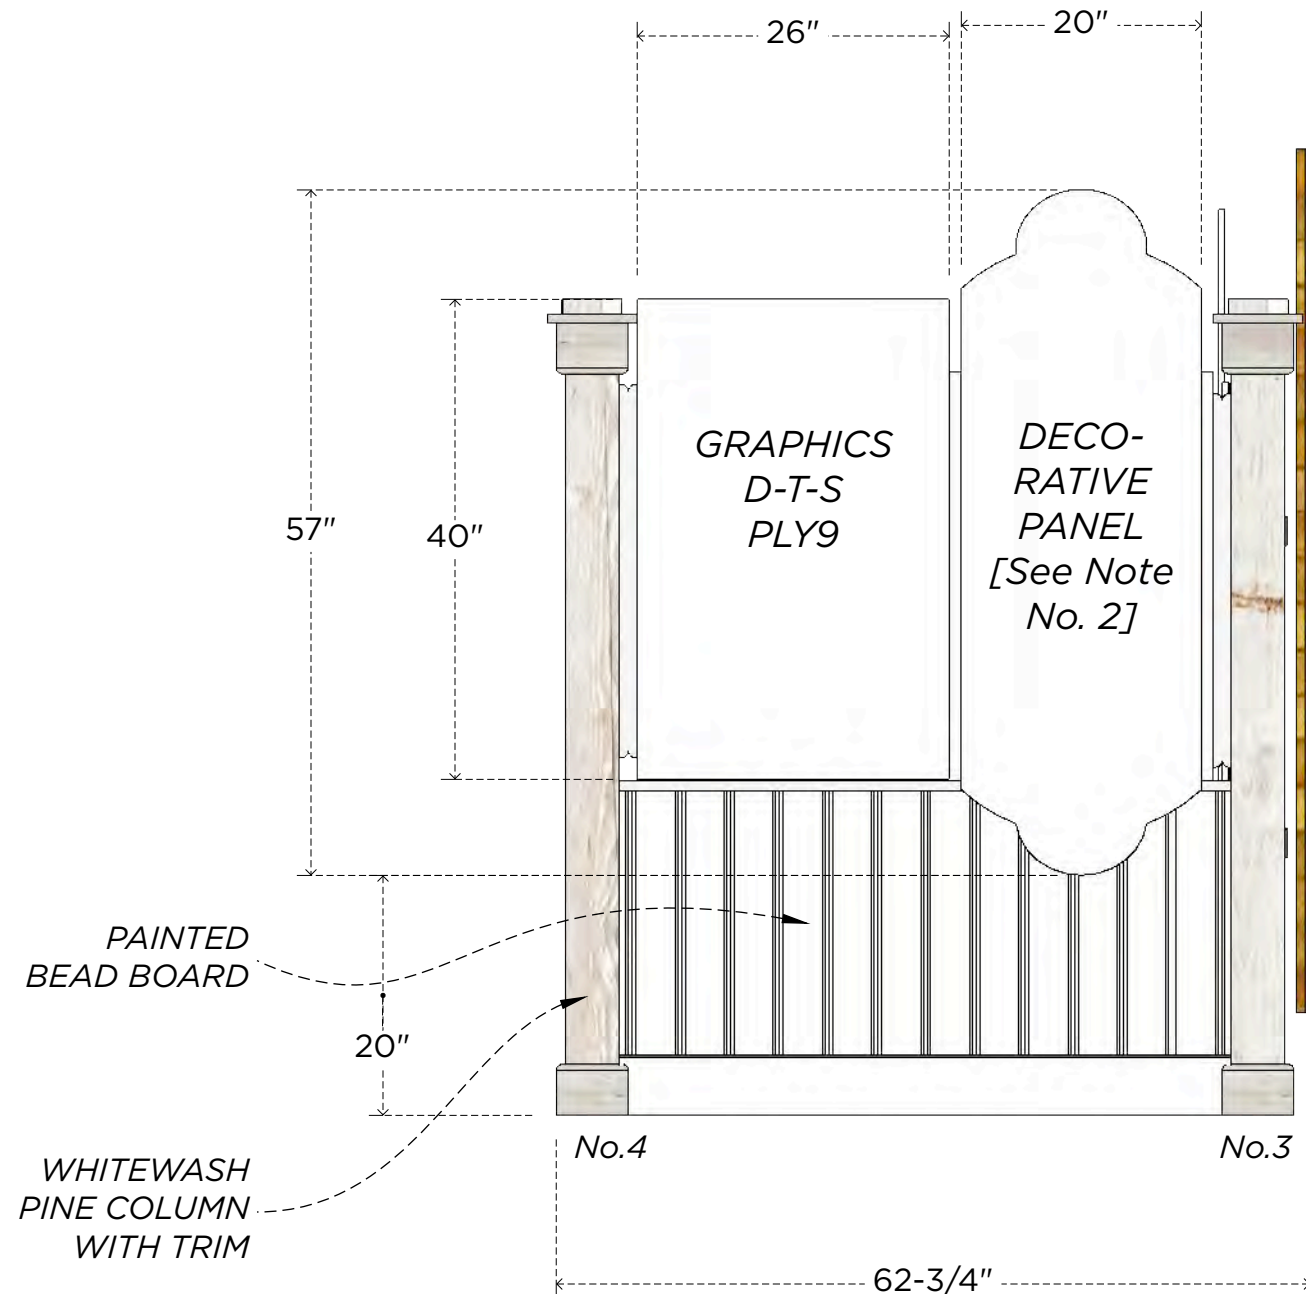 26"
20"
GRAPHICS
D-T-S
PLY9
DECO-
RATIVE
PANEL
[See Note
No. 2]
57"
40"
PAINTED
BEAD BOARD
20"
No.4
No.3
WHITEWASH
PINE COLUMN
WITH TRIM
62-3/4"